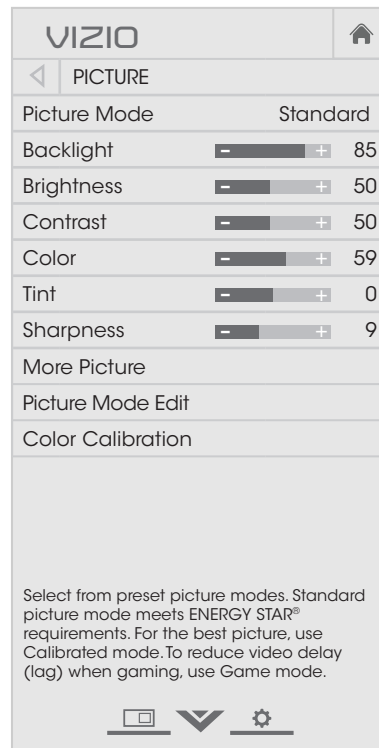 VIZIO
PICTURE
Picture Mode Standard
Backlight - + 85
Brightness - + 50
Contrast - + 50
Color - + 59
Tint - + 0
Sharpness - + 9
More Picture
Picture Mode Edit
Color Calibration
Select from preset picture modes. Standard
picture mode meets ENERGY STAR®
requirements. For the best picture, use
Calibrated mode. To reduce video delay
(lag) when gaming, use Game mode.